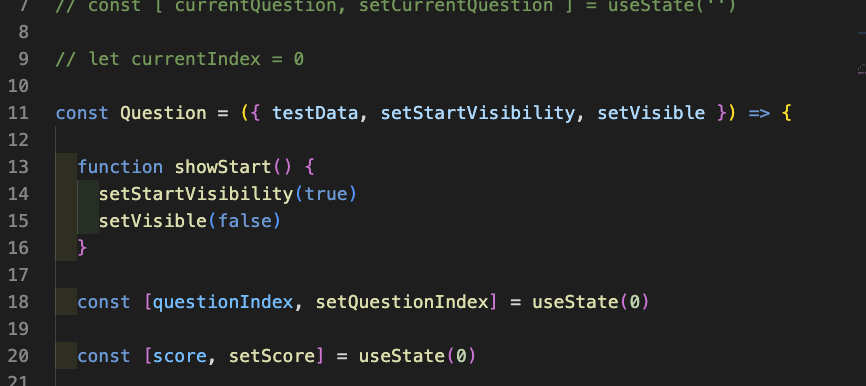 7 // const [ currentQuestion, setCurrentQuestion ] = useState('')
8
9 // let currentIndex = 0
10
11 const Question = ({ testData, setStartVisibility, setVisible }) => {
12
13 function showStart() {
14 setStartVisibility(true)
15 setVisible(false)
16 }
17
18 const [questionIndex, setQuestionIndex] = useState(0)
19
20 const [score, setScore] = useState(0)
21